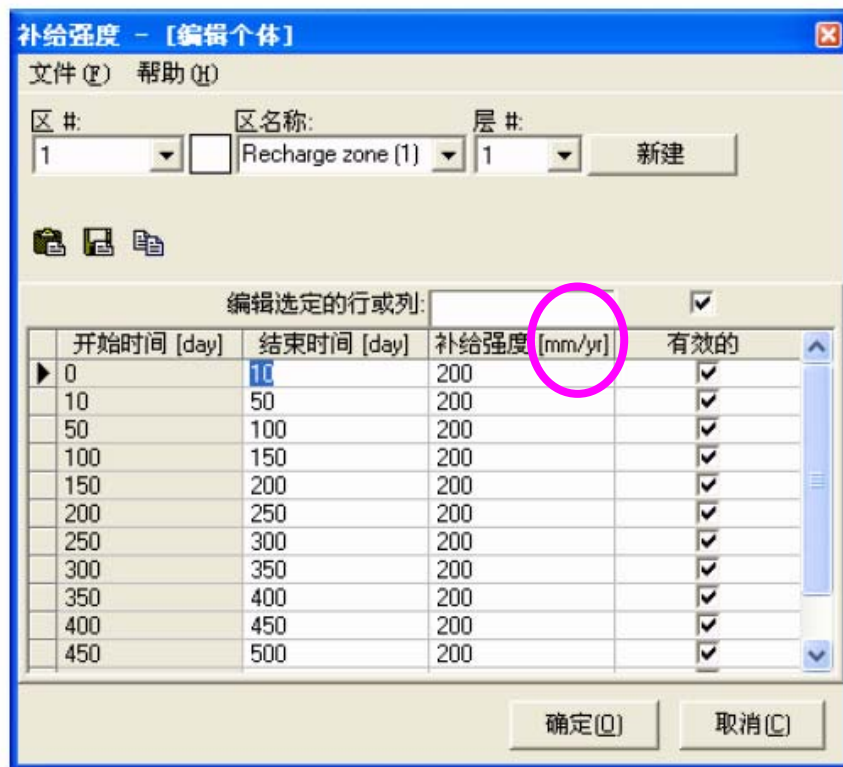 补给强度 - [编辑个体]
文件(F) 帮助(H)
区 #: 区名称: 层 #:
1 Recharge zone (1) 1 新建
编辑选定的行或列:
开始时间 [day] 结束时间 [day] 补给强度 [mm/yr] 有效的
0 10 200
10 50 200
50 100 200
100 150 200
150 200 200
200 250 200
250 300 200
300 350 200
350 400 200
400 450 200
450 500 200
确定(O) 取消(C)